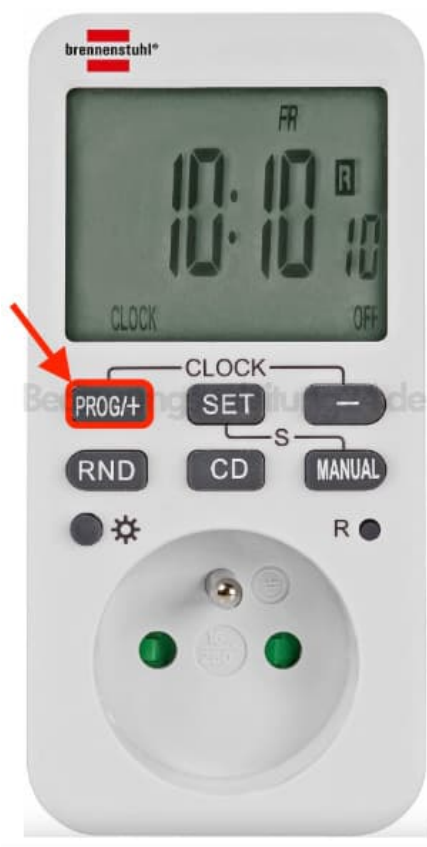 brennenstuhl®
FR
10:10 R 10
CLOCK OFF
CLOCK
PROG/+ SET −
S
RND CD MANUAL
R